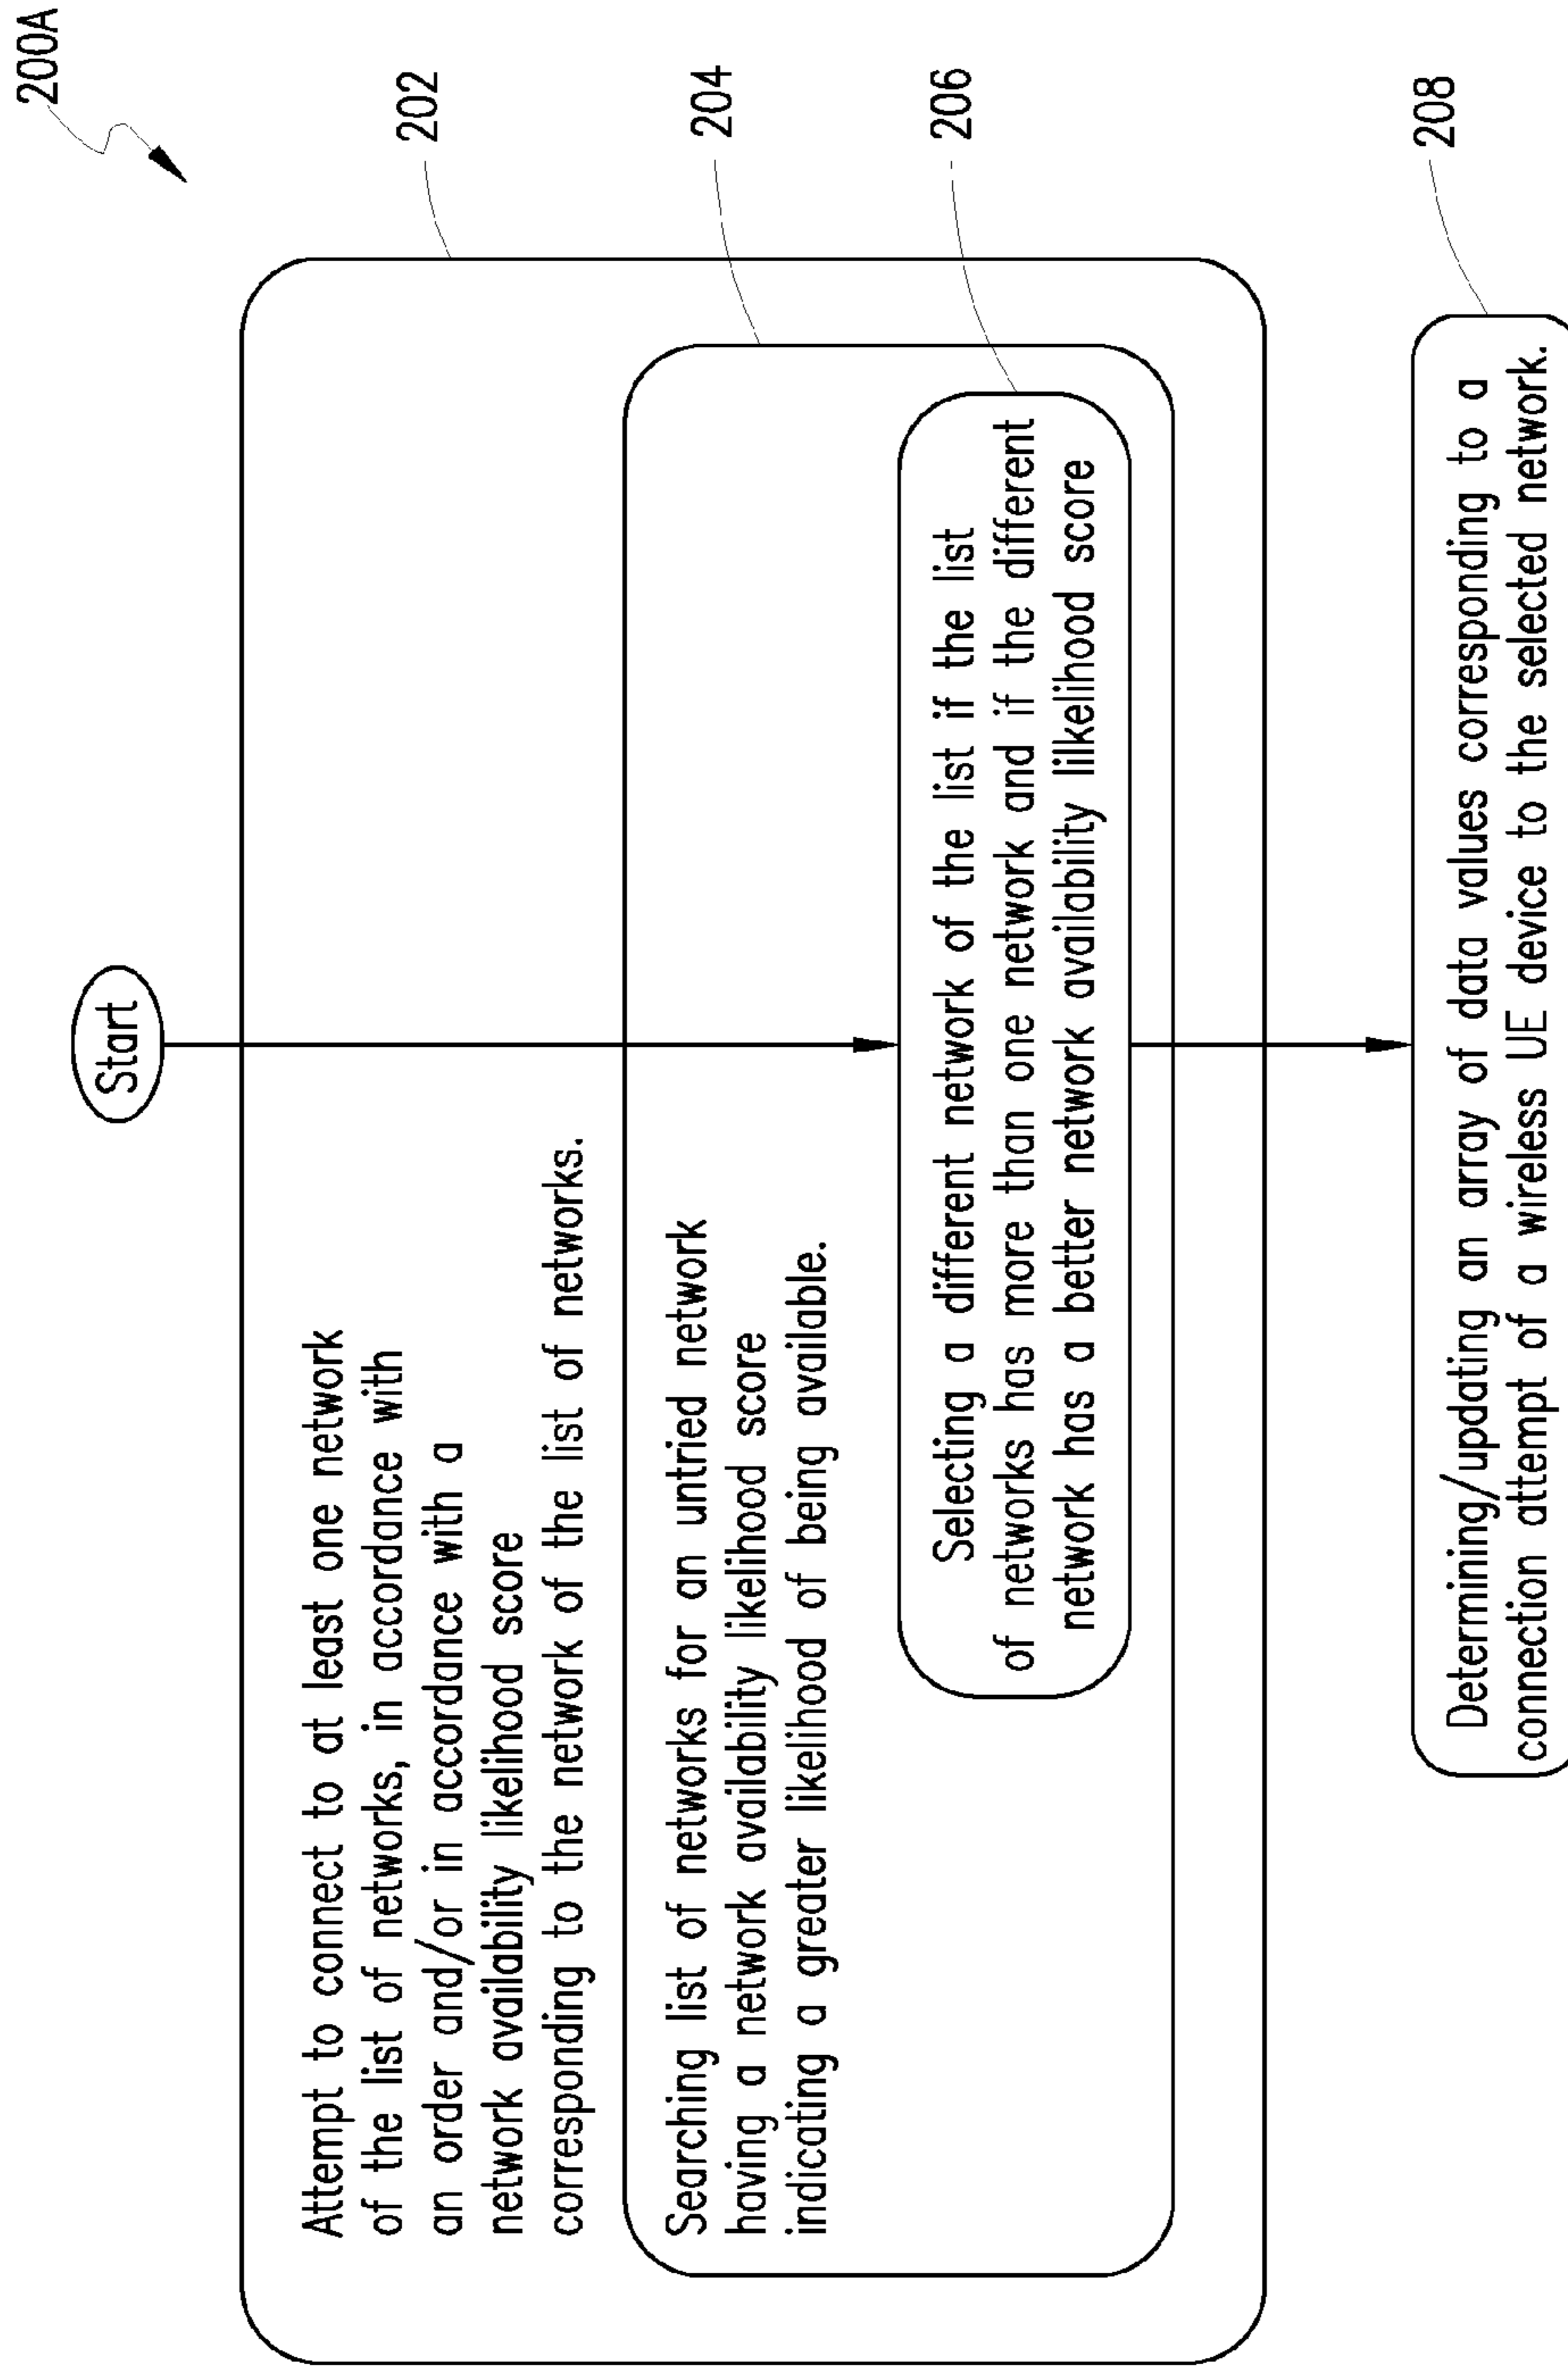 200A
Start
202
Attempt to connect to at least one network
of the list of networks, in accordance with
an order and/or in accordance with a
network availability likelihood score
corresponding to the network of the list of networks.
204
Searching list of networks for an untried network
having a network availability likelihood score
indicating a greater likelihood of being available.
206
Selecting a different network of the list if the list
of networks has more than one network and if the different
network has a better network availability lilkelihood score
208
Determining/updating an array of data values corresponding to a
connection attempt of a wireless UE device to the selected network.